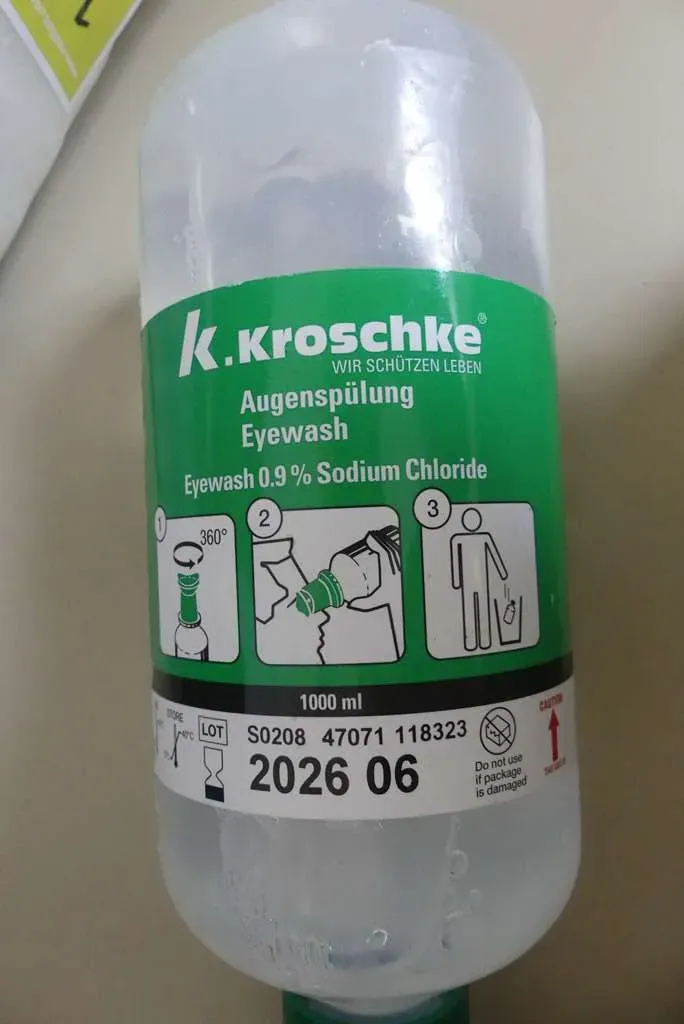 K.KROSCHKE®
WIR SCHÜTZEN LEBEN
Augenspülung
Eyewash
Eyewash 0.9 % Sodium Chloride
1
360°
2
3
1000 ml
STORE
LOT
S0208 47071 118323
2026 06
Do not use
if package
is damaged
CAUTION